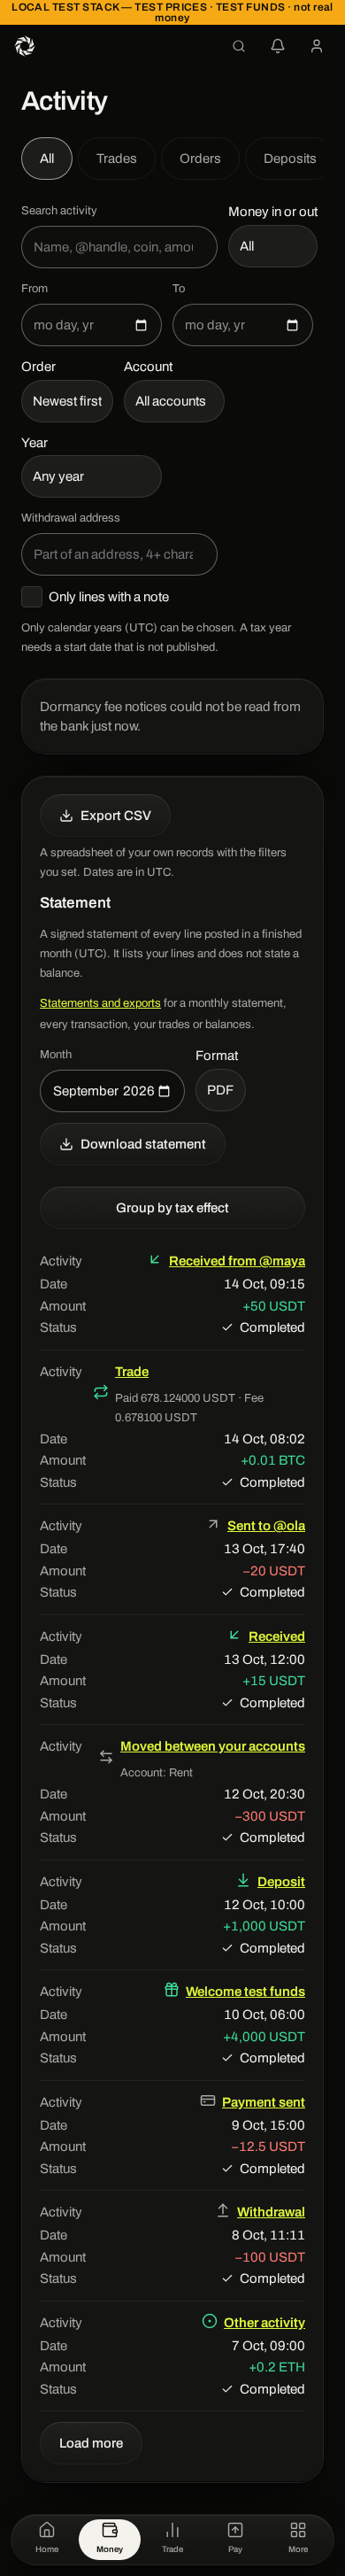 LOCAL TEST STACK — TEST PRICES · TEST FUNDS · not real
money
Activity
All
Trades
Orders
Deposits
Search activity
Money in or out
Name, @handle, coin, amou
All
From
To
mo day, yr
mo day, yr
Order
Account
Newest first
All accounts
Year
Any year
Withdrawal address
Part of an address, 4+ chara
Only lines with a note
Only calendar years (UTC) can be chosen. A tax year
needs a start date that is not published.
Dormancy fee notices could not be read from
the bank just now.
Export CSV
A spreadsheet of your own records with the filters
you set. Dates are in UTC.
Statement
A signed statement of every line posted in a finished
month (UTC). It lists your lines and does not state a
balance.
Statements and exports for a monthly statement,
every transaction, your trades or balances.
Month
Format
September 2026
PDF
Download statement
Group by tax effect
Activity Received from @maya
Date 14 Oct, 09:15
Amount +50 USDT
Status Completed
Activity Trade
Paid 678.124000 USDT · Fee
0.678100 USDT
Date 14 Oct, 08:02
Amount +0.01 BTC
Status Completed
Activity Sent to @ola
Date 13 Oct, 17:40
Amount −20 USDT
Status Completed
Activity Received
Date 13 Oct, 12:00
Amount +15 USDT
Status Completed
Activity Moved between your accounts
Account: Rent
Date 12 Oct, 20:30
Amount −300 USDT
Status Completed
Activity Deposit
Date 12 Oct, 10:00
Amount +1,000 USDT
Status Completed
Activity Welcome test funds
Date 10 Oct, 06:00
Amount +4,000 USDT
Status Completed
Activity Payment sent
Date 9 Oct, 15:00
Amount −12.5 USDT
Status Completed
Activity Withdrawal
Date 8 Oct, 11:11
Amount −100 USDT
Status Completed
Activity Other activity
Date 7 Oct, 09:00
Amount +0.2 ETH
Status Completed
Load more
Home
Money
Trade
Pay
More